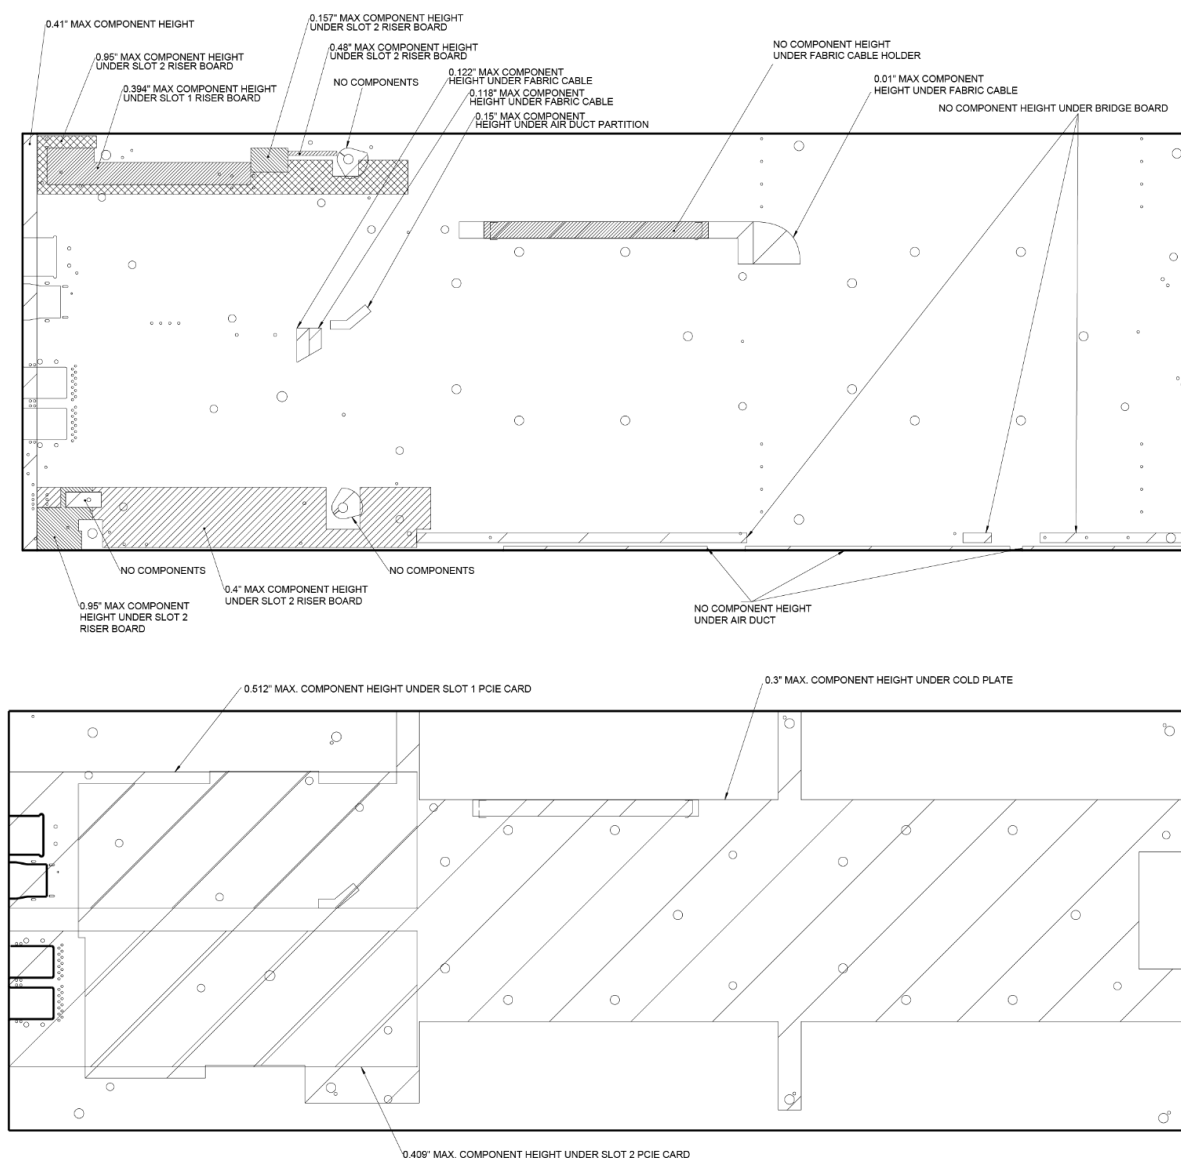 0.41" MAX COMPONENT HEIGHT
0.95" MAX COMPONENT HEIGHT
UNDER SLOT 2 RISER BOARD
0.394" MAX COMPONENT HEIGHT
UNDER SLOT 1 RISER BOARD
0.157" MAX COMPONENT HEIGHT
UNDER SLOT 2 RISER BOARD
0.48" MAX COMPONENT HEIGHT
UNDER SLOT 2 RISER BOARD
NO COMPONENTS
0.122" MAX COMPONENT
HEIGHT UNDER FABRIC CABLE
0.118" MAX COMPONENT
HEIGHT UNDER FABRIC CABLE
0.15" MAX COMPONENT
HEIGHT UNDER AIR DUCT PARTITION
NO COMPONENT HEIGHT
UNDER FABRIC CABLE HOLDER
0.01" MAX COMPONENT
HEIGHT UNDER FABRIC CABLE
NO COMPONENT HEIGHT UNDER BRIDGE BOARD
NO COMPONENTS
NO COMPONENTS
0.95" MAX COMPONENT
HEIGHT UNDER SLOT 2
RISER BOARD
0.4" MAX COMPONENT HEIGHT
UNDER SLOT 2 RISER BOARD
NO COMPONENT HEIGHT
UNDER AIR DUCT
0.512" MAX. COMPONENT HEIGHT UNDER SLOT 1 PCIE CARD
0.3" MAX. COMPONENT HEIGHT UNDER COLD PLATE
0.409" MAX. COMPONENT HEIGHT UNDER SLOT 2 PCIE CARD